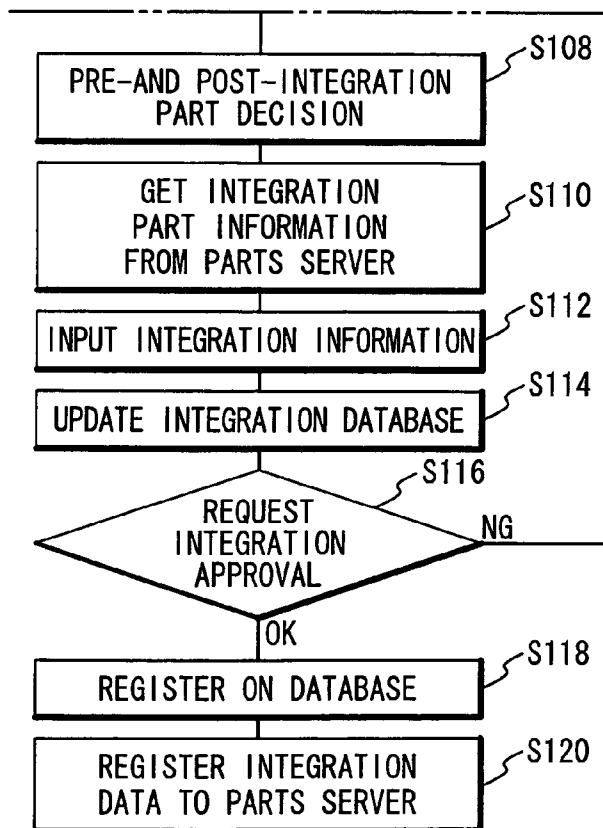 S108
PRE-AND POST-INTEGRATION
PART DECISION
S110
GET INTEGRATION
PART INFORMATION
FROM PARTS SERVER
S112
INPUT INTEGRATION INFORMATION
S114
UPDATE INTEGRATION DATABASE
S116
REQUEST
INTEGRATION
APPROVAL
NG
OK
S118
REGISTER ON DATABASE
S120
REGISTER INTEGRATION
DATA TO PARTS SERVER